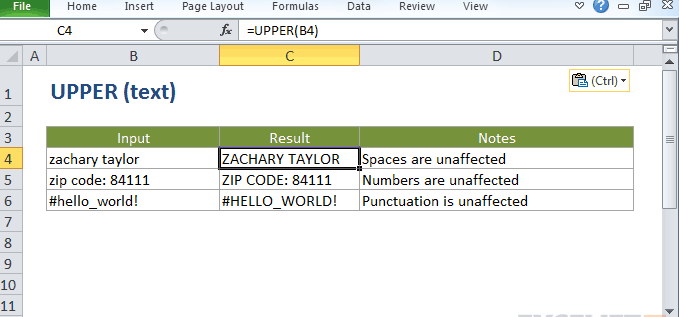 File Home Insert Page Layout Formulas Data Review View
C4 fx =UPPER(B4)
A B C D
1 UPPER (text) (Ctrl)
2
3 Input Result Notes
4 zachary taylor ZACHARY TAYLOR Spaces are unaffected
5 zip code: 84111 ZIP CODE: 84111 Numbers are unaffected
6 #hello_world! #HELLO_WORLD! Punctuation is unaffected
7
8
9
10
11